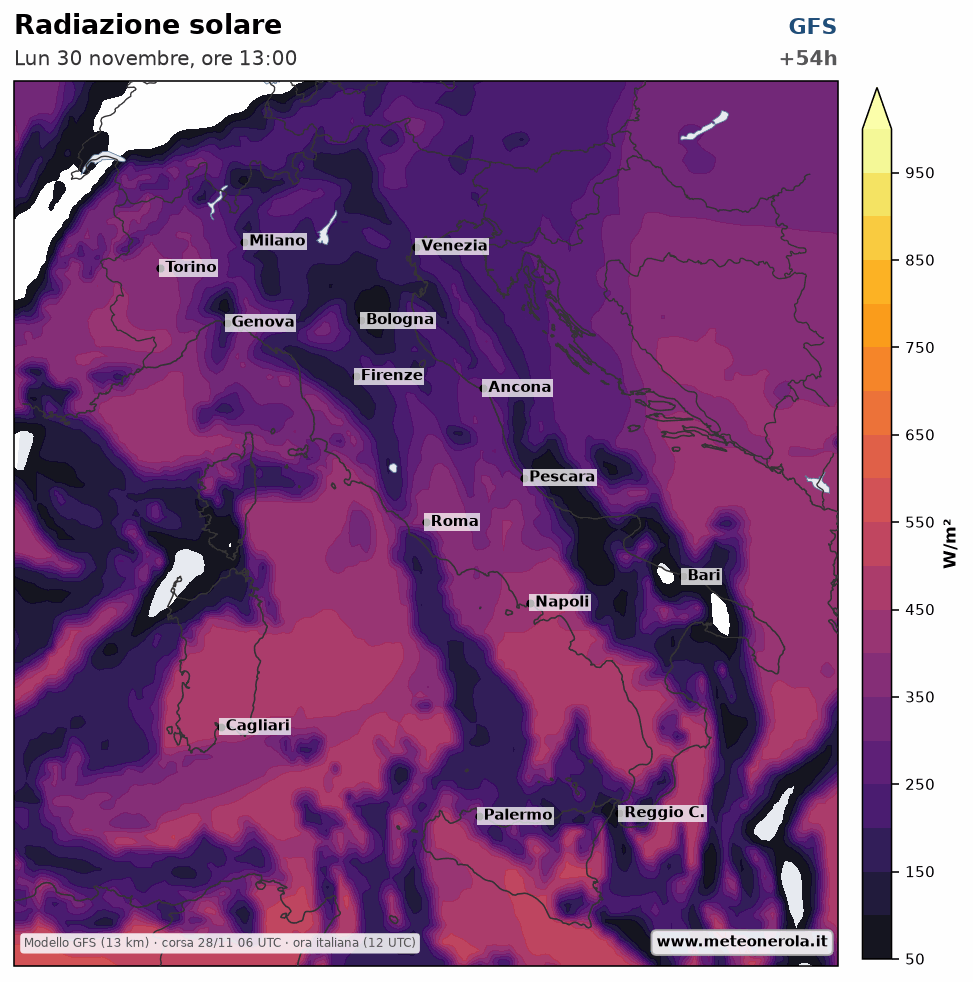 Radiazione solare
GFS
Lun 30 novembre, ore 13:00
+54h
Milano
Venezia
Torino
Genova
Bologna
Firenze
Ancona
Pescara
Roma
Bari
Napoli
Cagliari
Palermo
Reggio C.
950
850
750
650
550
450
350
250
150
50
W/m²
Modello GFS (13 km) · corsa 28/11 06 UTC · ora italiana (12 UTC)
www.meteonerola.it